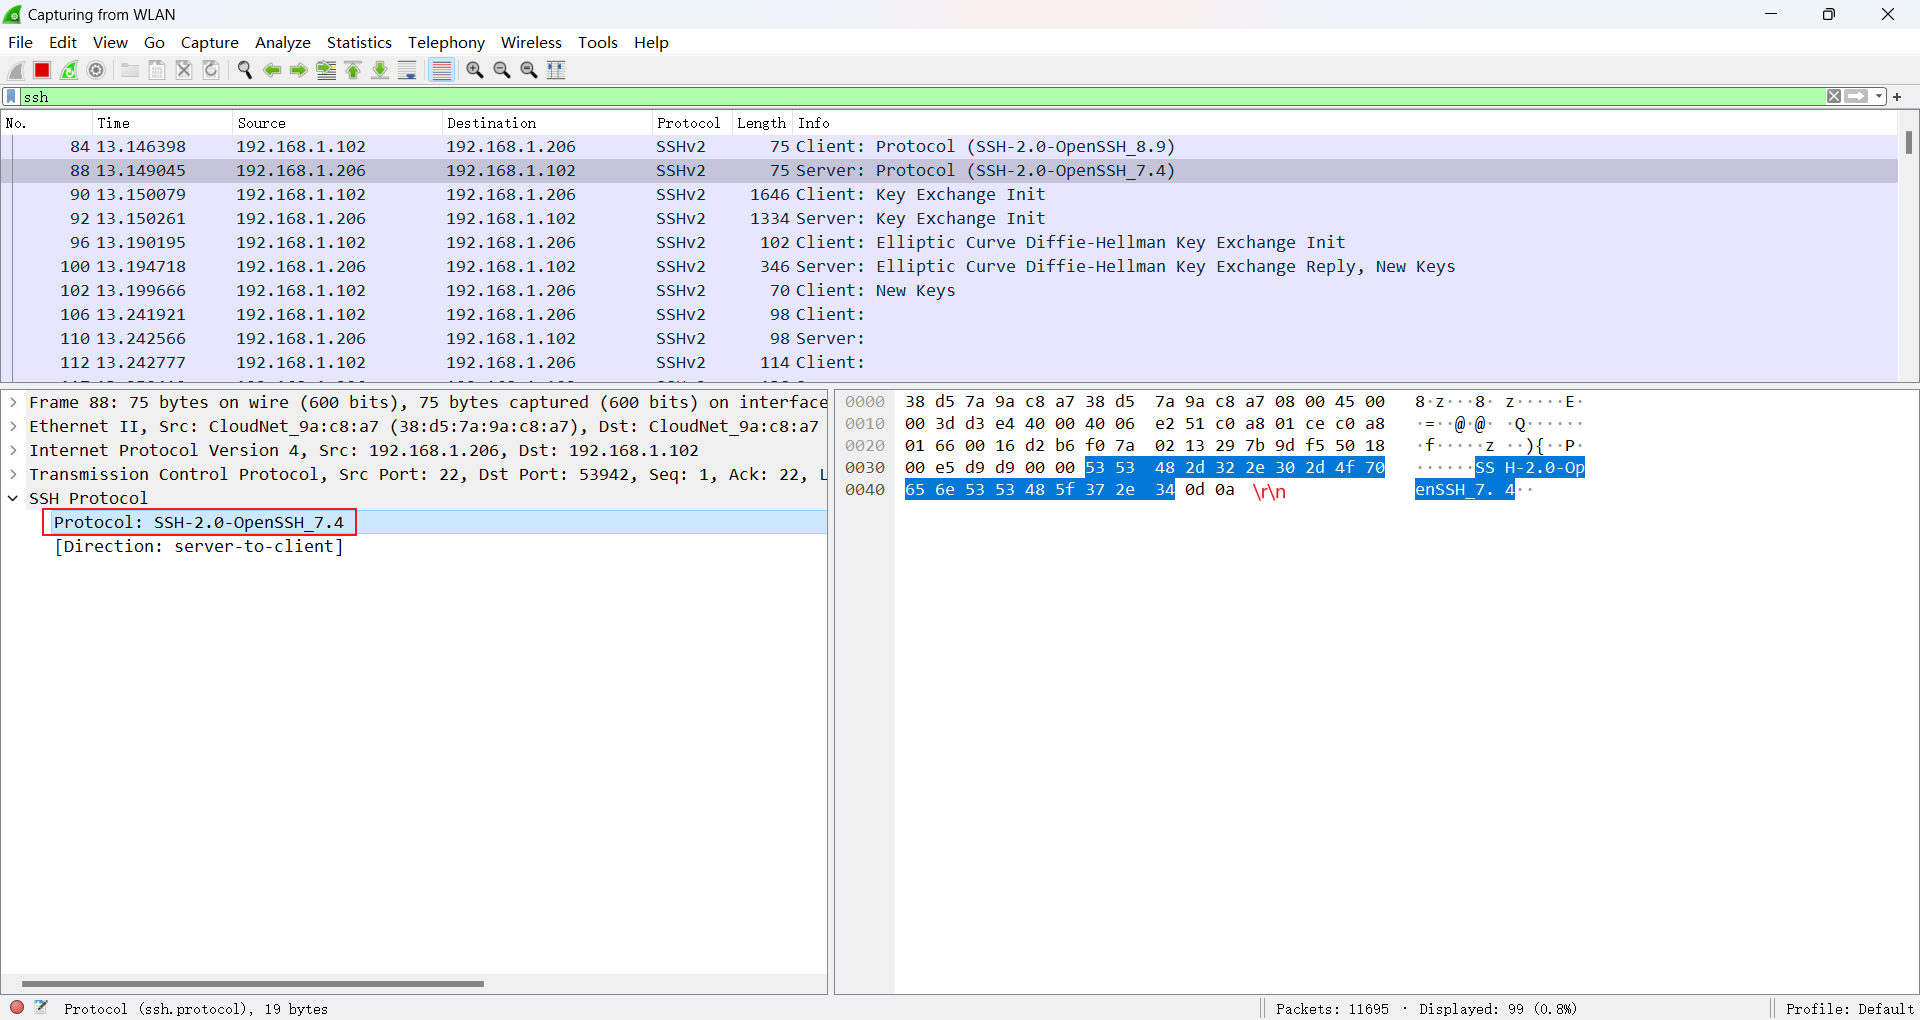 Capturing from WLAN
File Edit View Go Capture Analyze Statistics Telephony Wireless Tools Help
ssh
No. Time Source Destination Protocol Length Info
84 13.146398 192.168.1.102 192.168.1.206 SSHv2 75 Client: Protocol (SSH-2.0-OpenSSH_8.9)
88 13.149045 192.168.1.206 192.168.1.102 SSHv2 75 Server: Protocol (SSH-2.0-OpenSSH_7.4)
90 13.150079 192.168.1.102 192.168.1.206 SSHv2 1646 Client: Key Exchange Init
92 13.150261 192.168.1.206 192.168.1.102 SSHv2 1334 Server: Key Exchange Init
96 13.190195 192.168.1.102 192.168.1.206 SSHv2 102 Client: Elliptic Curve Diffie-Hellman Key Exchange Init
100 13.194718 192.168.1.206 192.168.1.102 SSHv2 346 Server: Elliptic Curve Diffie-Hellman Key Exchange Reply, New Keys
102 13.199666 192.168.1.102 192.168.1.206 SSHv2 70 Client: New Keys
106 13.241921 192.168.1.102 192.168.1.206 SSHv2 98 Client:
110 13.242566 192.168.1.206 192.168.1.102 SSHv2 98 Server:
112 13.242777 192.168.1.102 192.168.1.206 SSHv2 114 Client:
Frame 88: 75 bytes on wire (600 bits), 75 bytes captured (600 bits) on interface
Ethernet II, Src: CloudNet_9a:c8:a7 (38:d5:7a:9a:c8:a7), Dst: CloudNet_9a:c8:a7
Internet Protocol Version 4, Src: 192.168.1.206, Dst: 192.168.1.102
Transmission Control Protocol, Src Port: 22, Dst Port: 53942, Seq: 1, Ack: 22, L
SSH Protocol
Protocol: SSH-2.0-OpenSSH_7.4
[Direction: server-to-client]
0000 38 d5 7a 9a c8 a7 38 d5 7a 9a c8 a7 08 00 45 00 8·z···8· z·····E·
0010 00 3d d3 e4 40 00 40 06 e2 51 c0 a8 01 ce c0 a8 ·=··@·@· ·Q······
0020 01 66 00 16 d2 b6 f0 7a 02 13 29 7b 9d f5 50 18 ·f·····z ··){··P·
0030 00 e5 d9 d9 00 00 53 53 48 2d 32 2e 30 2d 4f 70 ······SS H-2.0-Op
0040 65 6e 53 53 48 5f 37 2e 34 0d 0a \r\n enSSH_7. 4··
Protocol (ssh.protocol), 19 bytes
Packets: 11695 · Displayed: 99 (0.8%)
Profile: Default